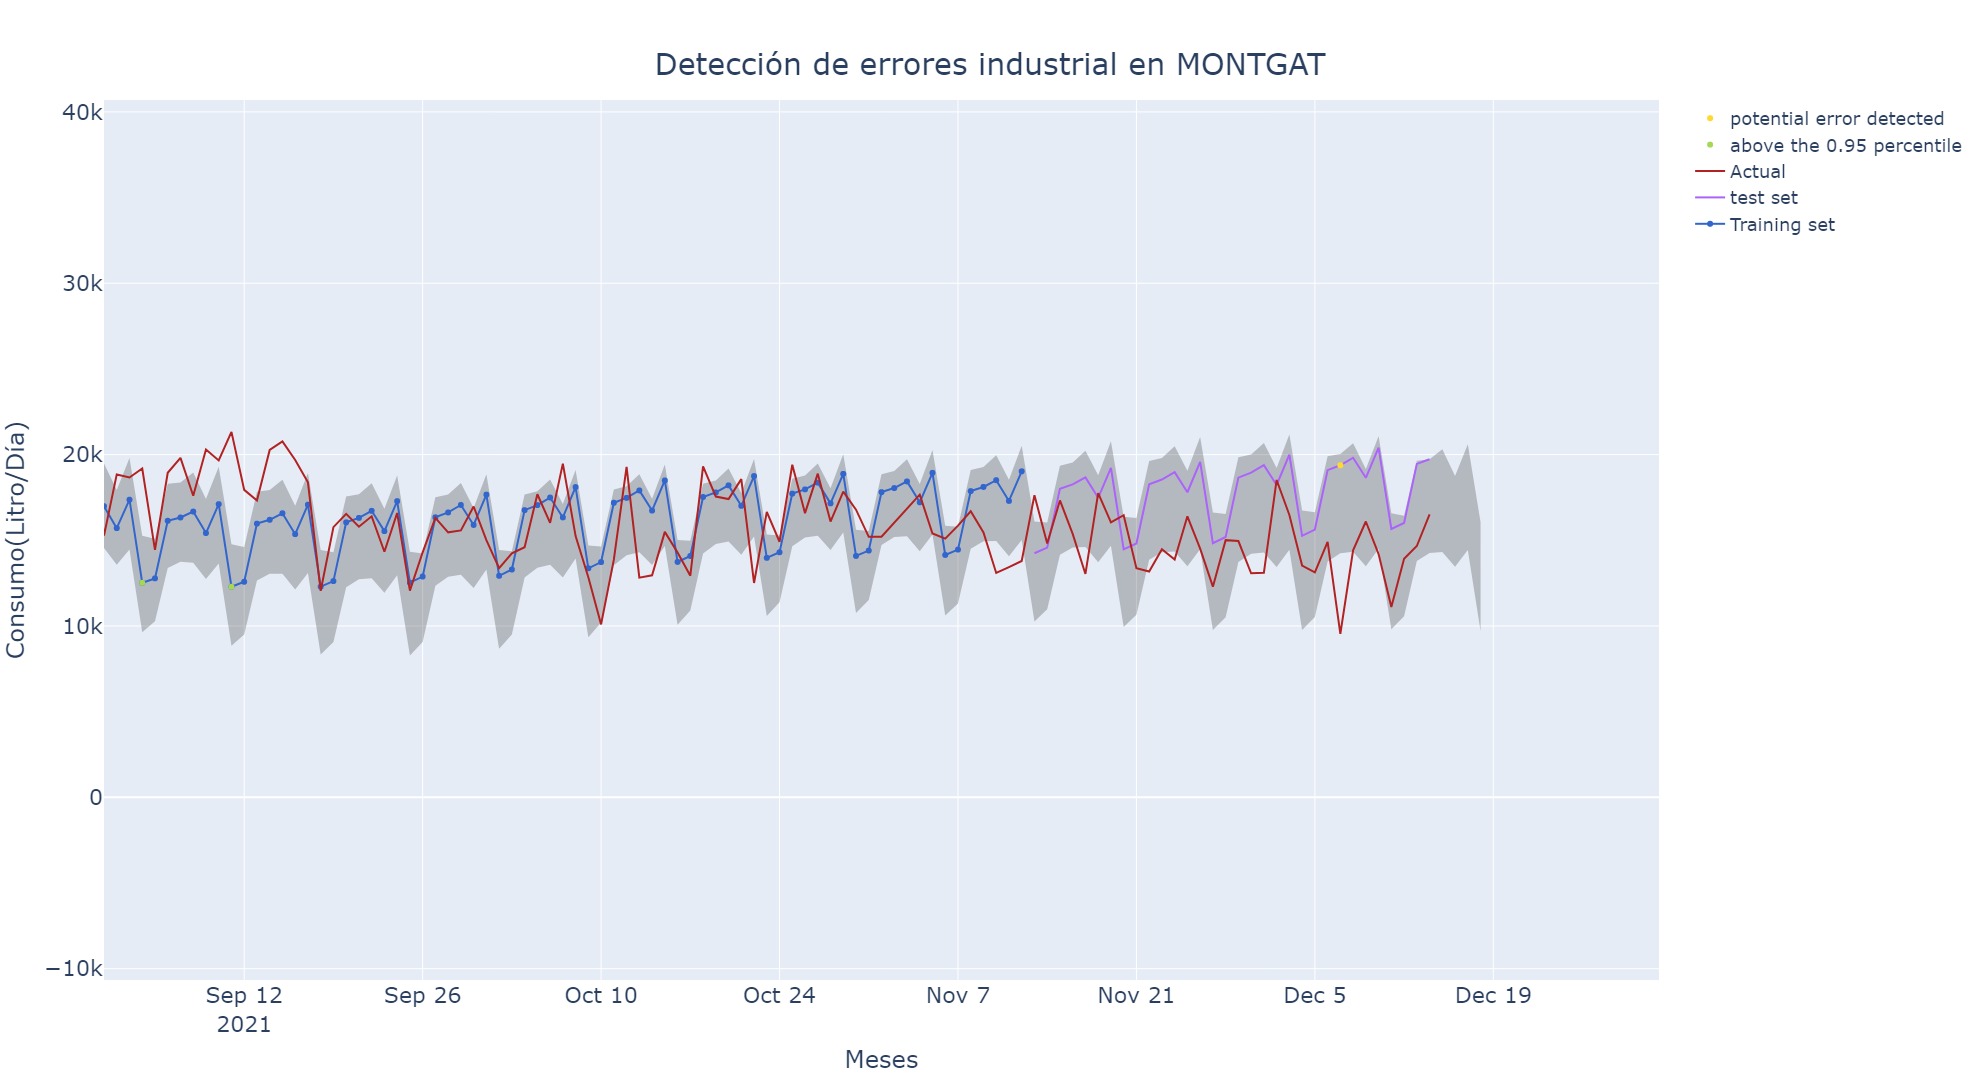 Detección de errores industrial en MONTGAT
40k
30k
20k
10k
0
−10k
Consumo(Litro/Día)
Sep 12
2021
Sep 26
Oct 10
Oct 24
Nov 7
Nov 21
Dec 5
Dec 19
Meses
potential error detected
above the 0.95 percentile
Actual
test set
Training set